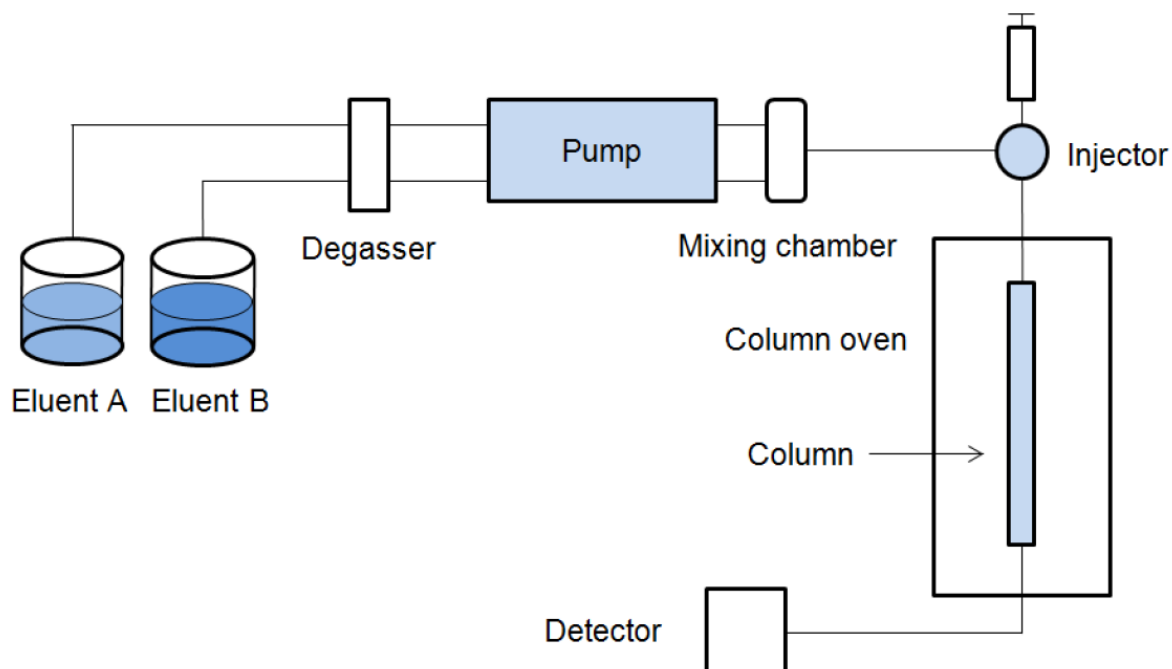 Pump
Injector
Degasser
Mixing chamber
Column oven
Eluent A
Eluent B
Column
Detector